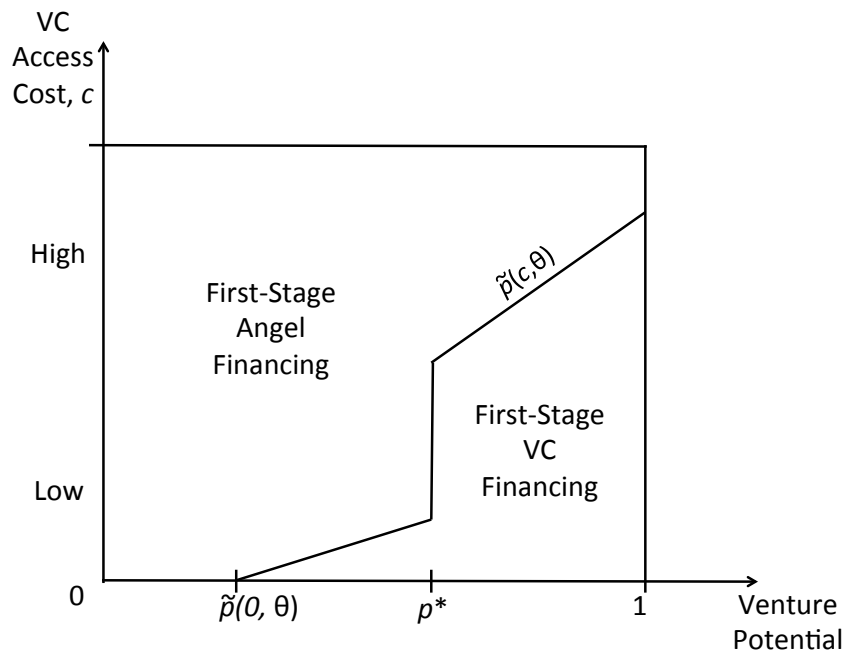 VC
Access
Cost, c
High
Low
0
First-Stage
Angel
Financing
p̃(c,θ)
First-Stage
VC
Financing
p̃(0, θ)
p*
1
Venture
Potential